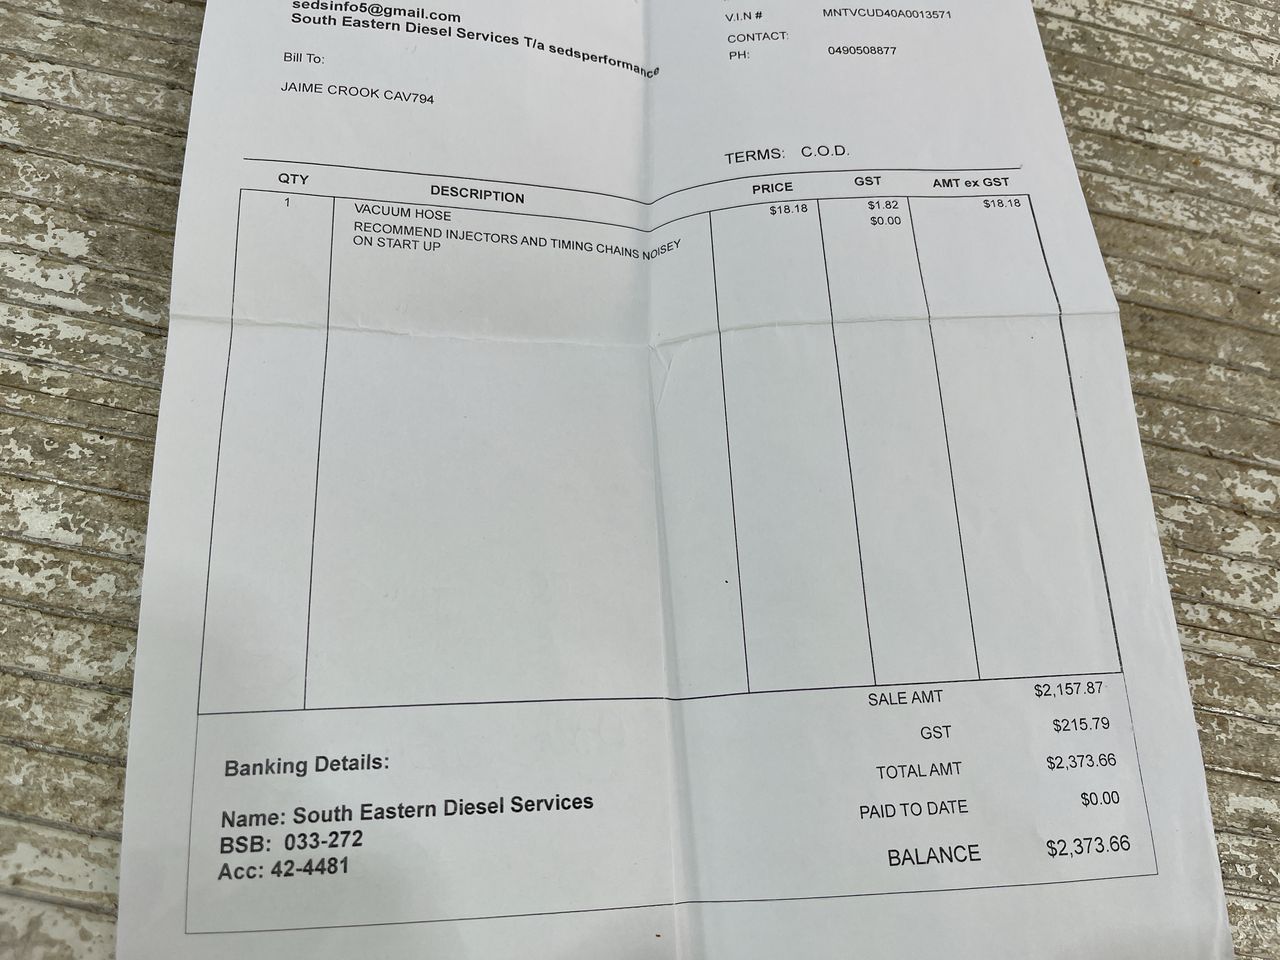 sedsinfo5@gmail.com
South Eastern Diesel Services T/a sedsperformance
Bill To:
JAIME CROOK CAV794
V.I.N # MNTVCUD40A0013571
CONTACT:
PH: 0490508877
TERMS: C.O.D.
QTY DESCRIPTION PRICE GST AMT ex GST
1 VACUUM HOSE $18.18 $1.82 $18.18
RECOMMEND INJECTORS AND TIMING CHAINS NOISEY $0.00
ON START UP
SALE AMT $2,157.87
GST $215.79
TOTAL AMT $2,373.66
PAID TO DATE $0.00
BALANCE $2,373.66
Banking Details:
Name: South Eastern Diesel Services
BSB: 033-272
Acc: 42-4481